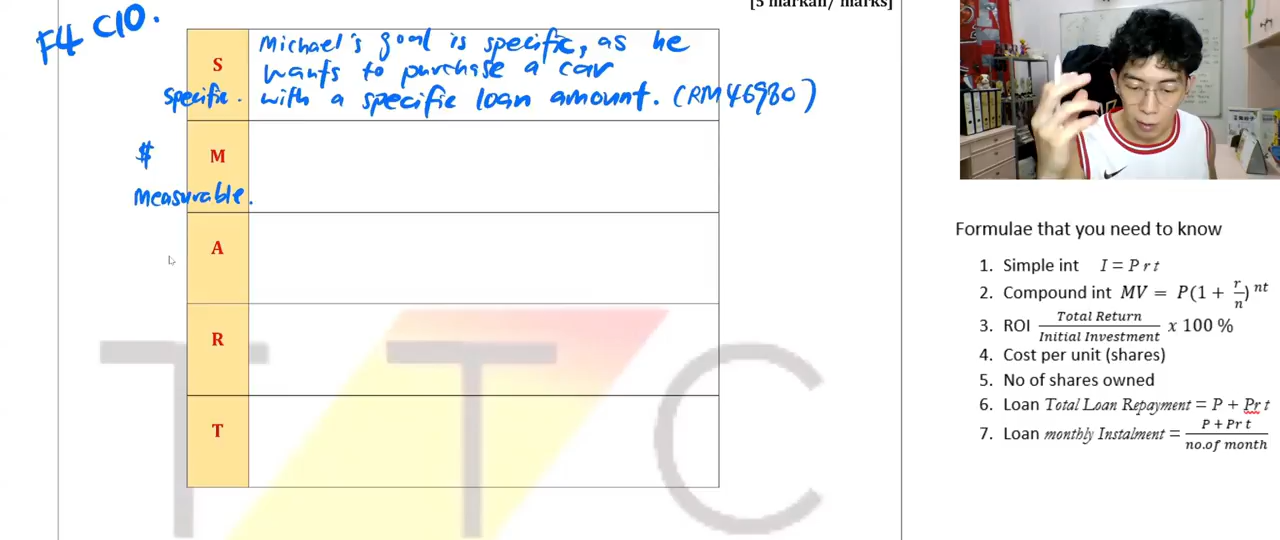 [5 markan/ marks]
F4 C10.
S
Specific.
Michael's goal is specific, as he
wants to purchase a car
with a specific loan amount. (RM46980)
$
M
measurable.
A
R
T
TTC
Formulae that you need to know
1. Simple int I = P r t
2. Compound int MV = P(1 + r/n)^nt
3. ROI Total Return/Initial Investment x 100 %
4. Cost per unit (shares)
5. No of shares owned
6. Loan Total Loan Repayment = P + Pr t
7. Loan monthly Instalment = P + Pr t/no.of month